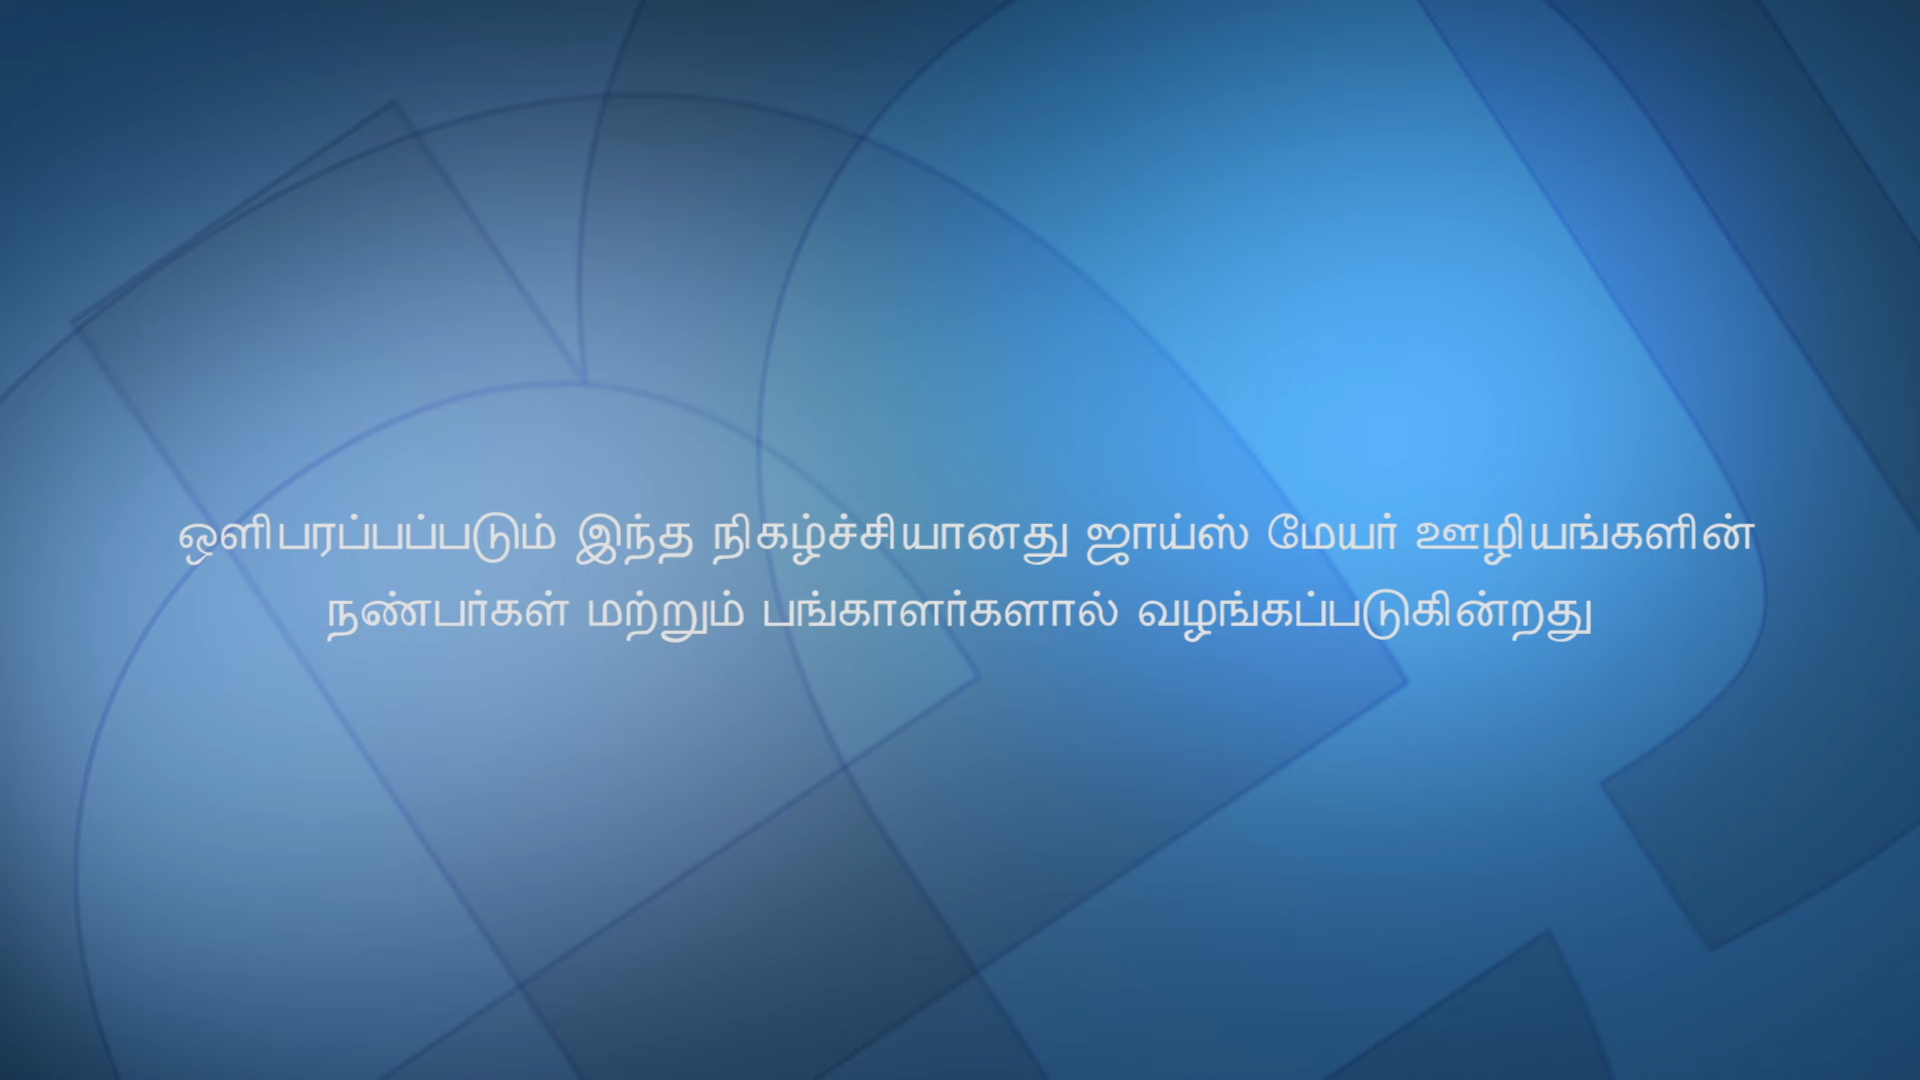 ஒளிபரப்பப்படும் இந்த நிகழ்ச்சியானது ஜாய்ஸ் மேயர் ஊழியங்களின்
நண்பர்கள் மற்றும் பங்காளர்களால் வழங்கப்படுகின்றது